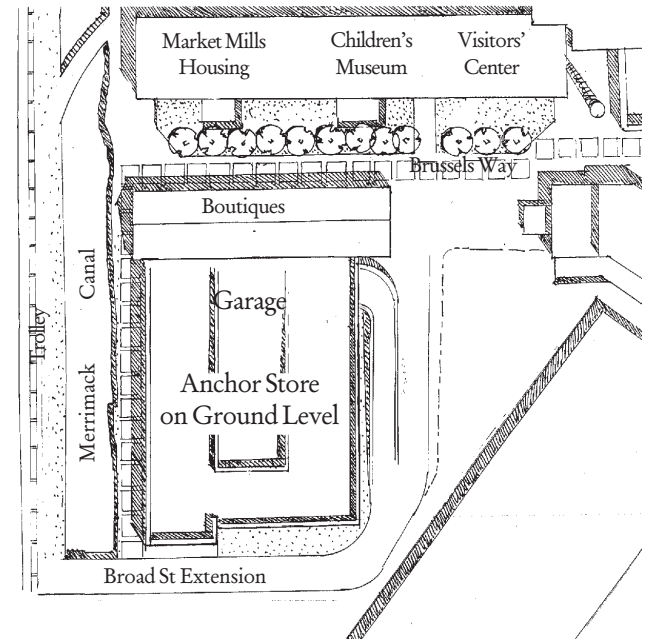 Market Mills
Housing
Children's
Museum
Visitors'
Center
Brussels Way
Boutiques
Garage
Anchor Store
on Ground Level
Merrimack Canal
Trolley
Broad St Extension